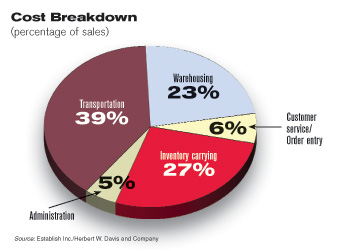 Cost Breakdown
(percentage of sales)
Warehousing
23%
Transportation
39%
Customer
service/
Order entry
6%
Inventory carrying
27%
5%
Administration
Source: Establish Inc./Herbert W. Davis and Company